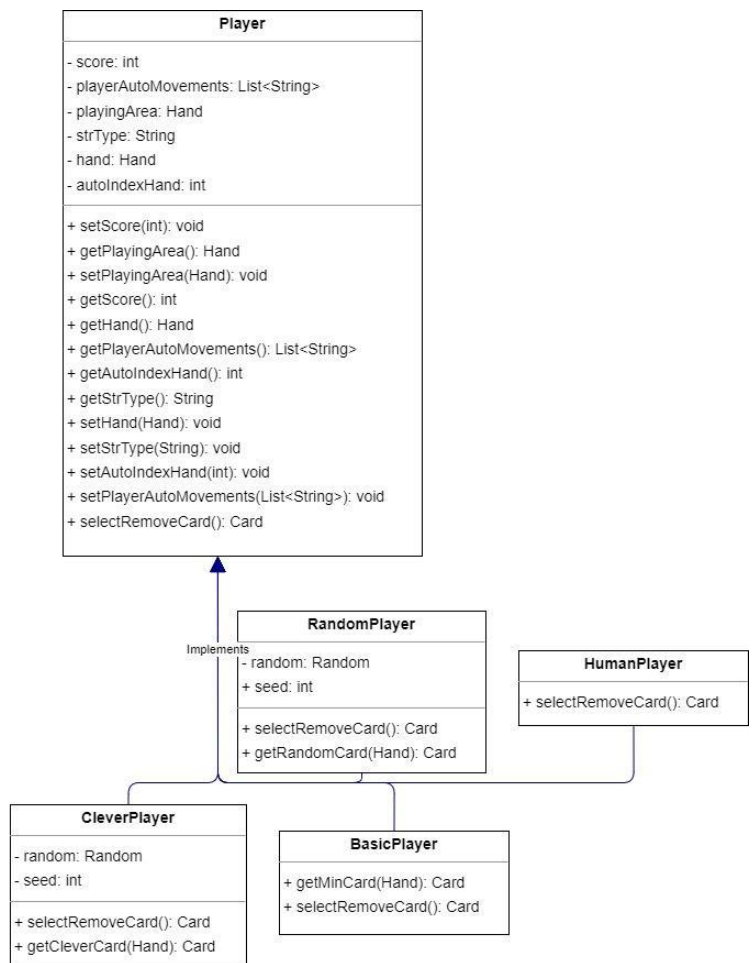 Player
- score: int
- playerAutoMovements: List<String>
- playingArea: Hand
- strType: String
- hand: Hand
- autoIndexHand: int
+ setScore(int): void
+ getPlayingArea(): Hand
+ setPlayingArea(Hand): void
+ getScore(): int
+ getHand(): Hand
+ getPlayerAutoMovements(): List<String>
+ getAutoIndexHand(): int
+ getStrType(): String
+ setHand(Hand): void
+ setStrType(String): void
+ setAutoIndexHand(int): void
+ setPlayerAutoMovements(List<String>): void
+ selectRemoveCard(): Card
Implements
RandomPlayer
- random: Random
+ seed: int
+ selectRemoveCard(): Card
+ getRandomCard(Hand): Card
HumanPlayer
+ selectRemoveCard(): Card
CleverPlayer
- random: Random
- seed: int
+ selectRemoveCard(): Card
+ getCleverCard(Hand): Card
BasicPlayer
+ getMinCard(Hand): Card
+ selectRemoveCard(): Card